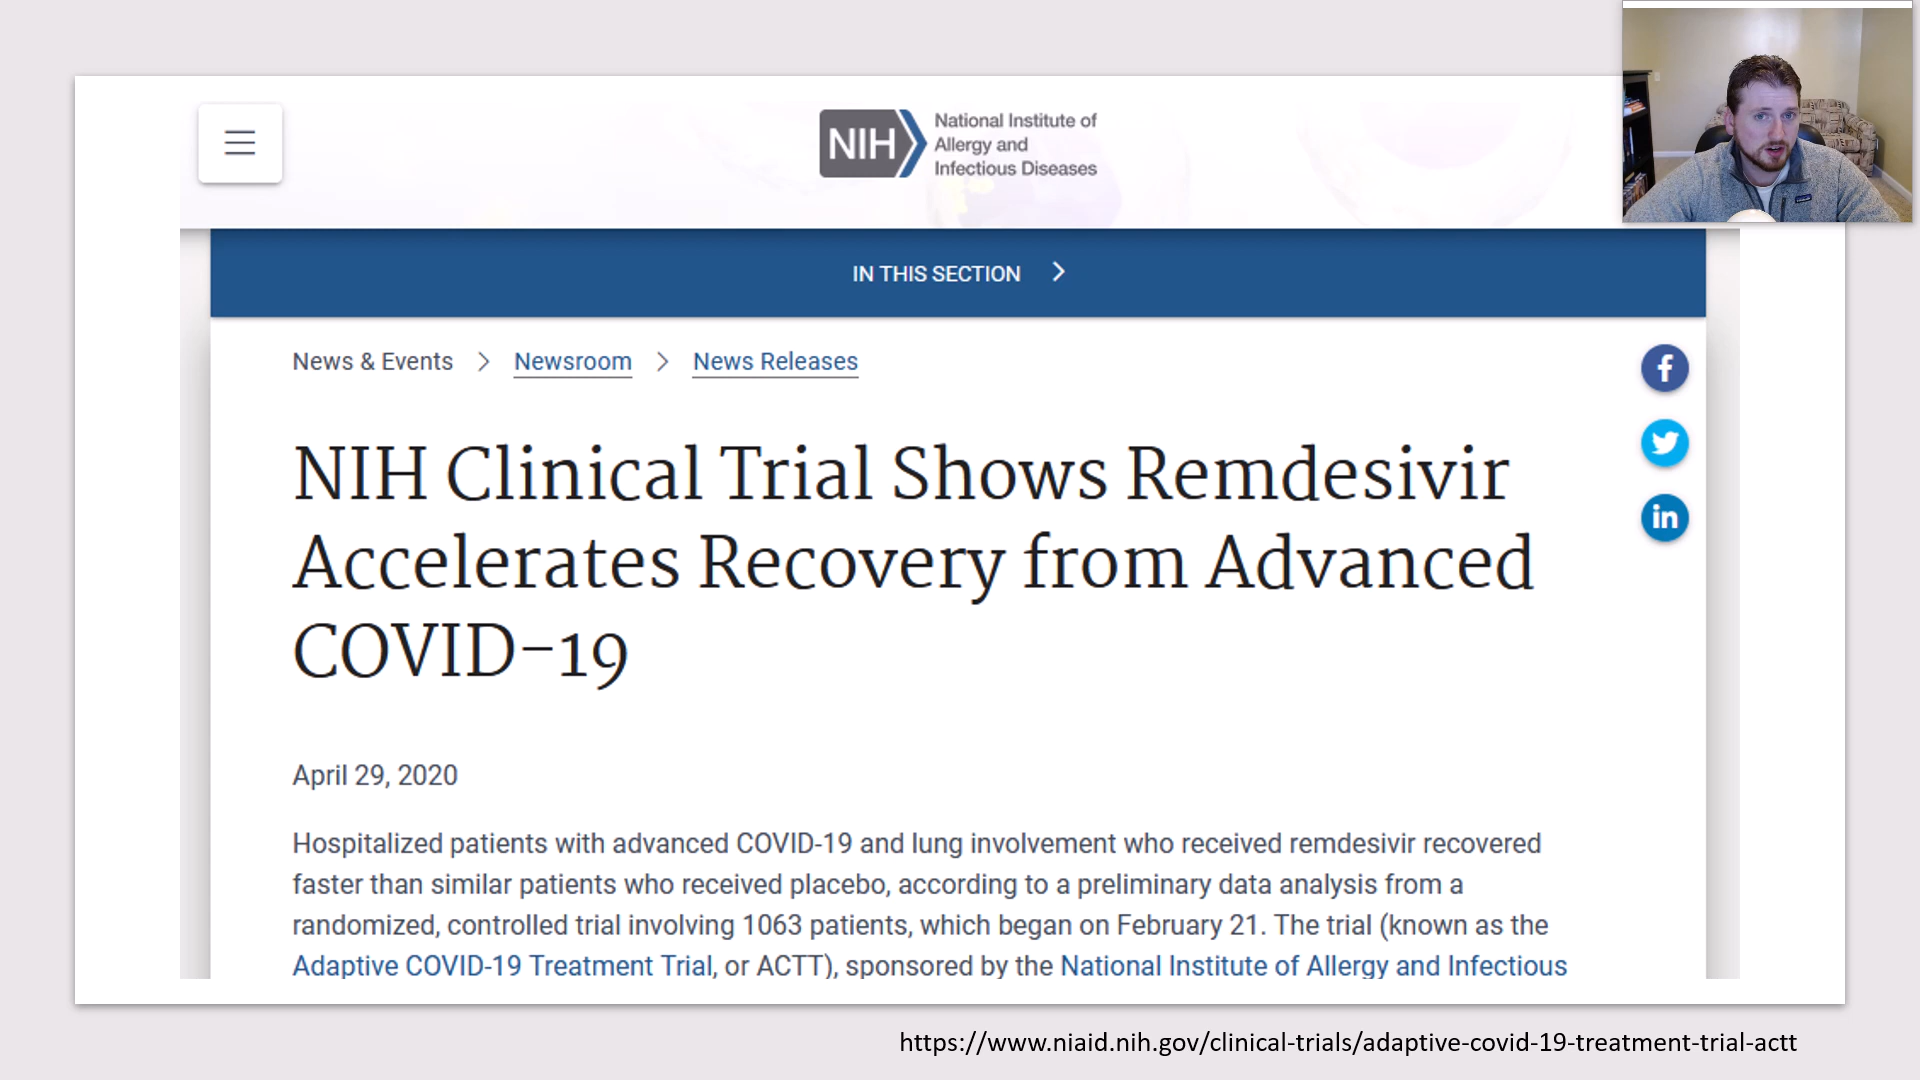 NIH
National Institute of
Allergy and
Infectious Diseases
IN THIS SECTION
News & Events > Newsroom > News Releases
NIH Clinical Trial Shows Remdesivir
Accelerates Recovery from Advanced
COVID-19
April 29, 2020
Hospitalized patients with advanced COVID-19 and lung involvement who received remdesivir recovered
faster than similar patients who received placebo, according to a preliminary data analysis from a
randomized, controlled trial involving 1063 patients, which began on February 21. The trial (known as the
Adaptive COVID-19 Treatment Trial, or ACTT), sponsored by the National Institute of Allergy and Infectious
https://www.niaid.nih.gov/clinical-trials/adaptive-covid-19-treatment-trial-actt